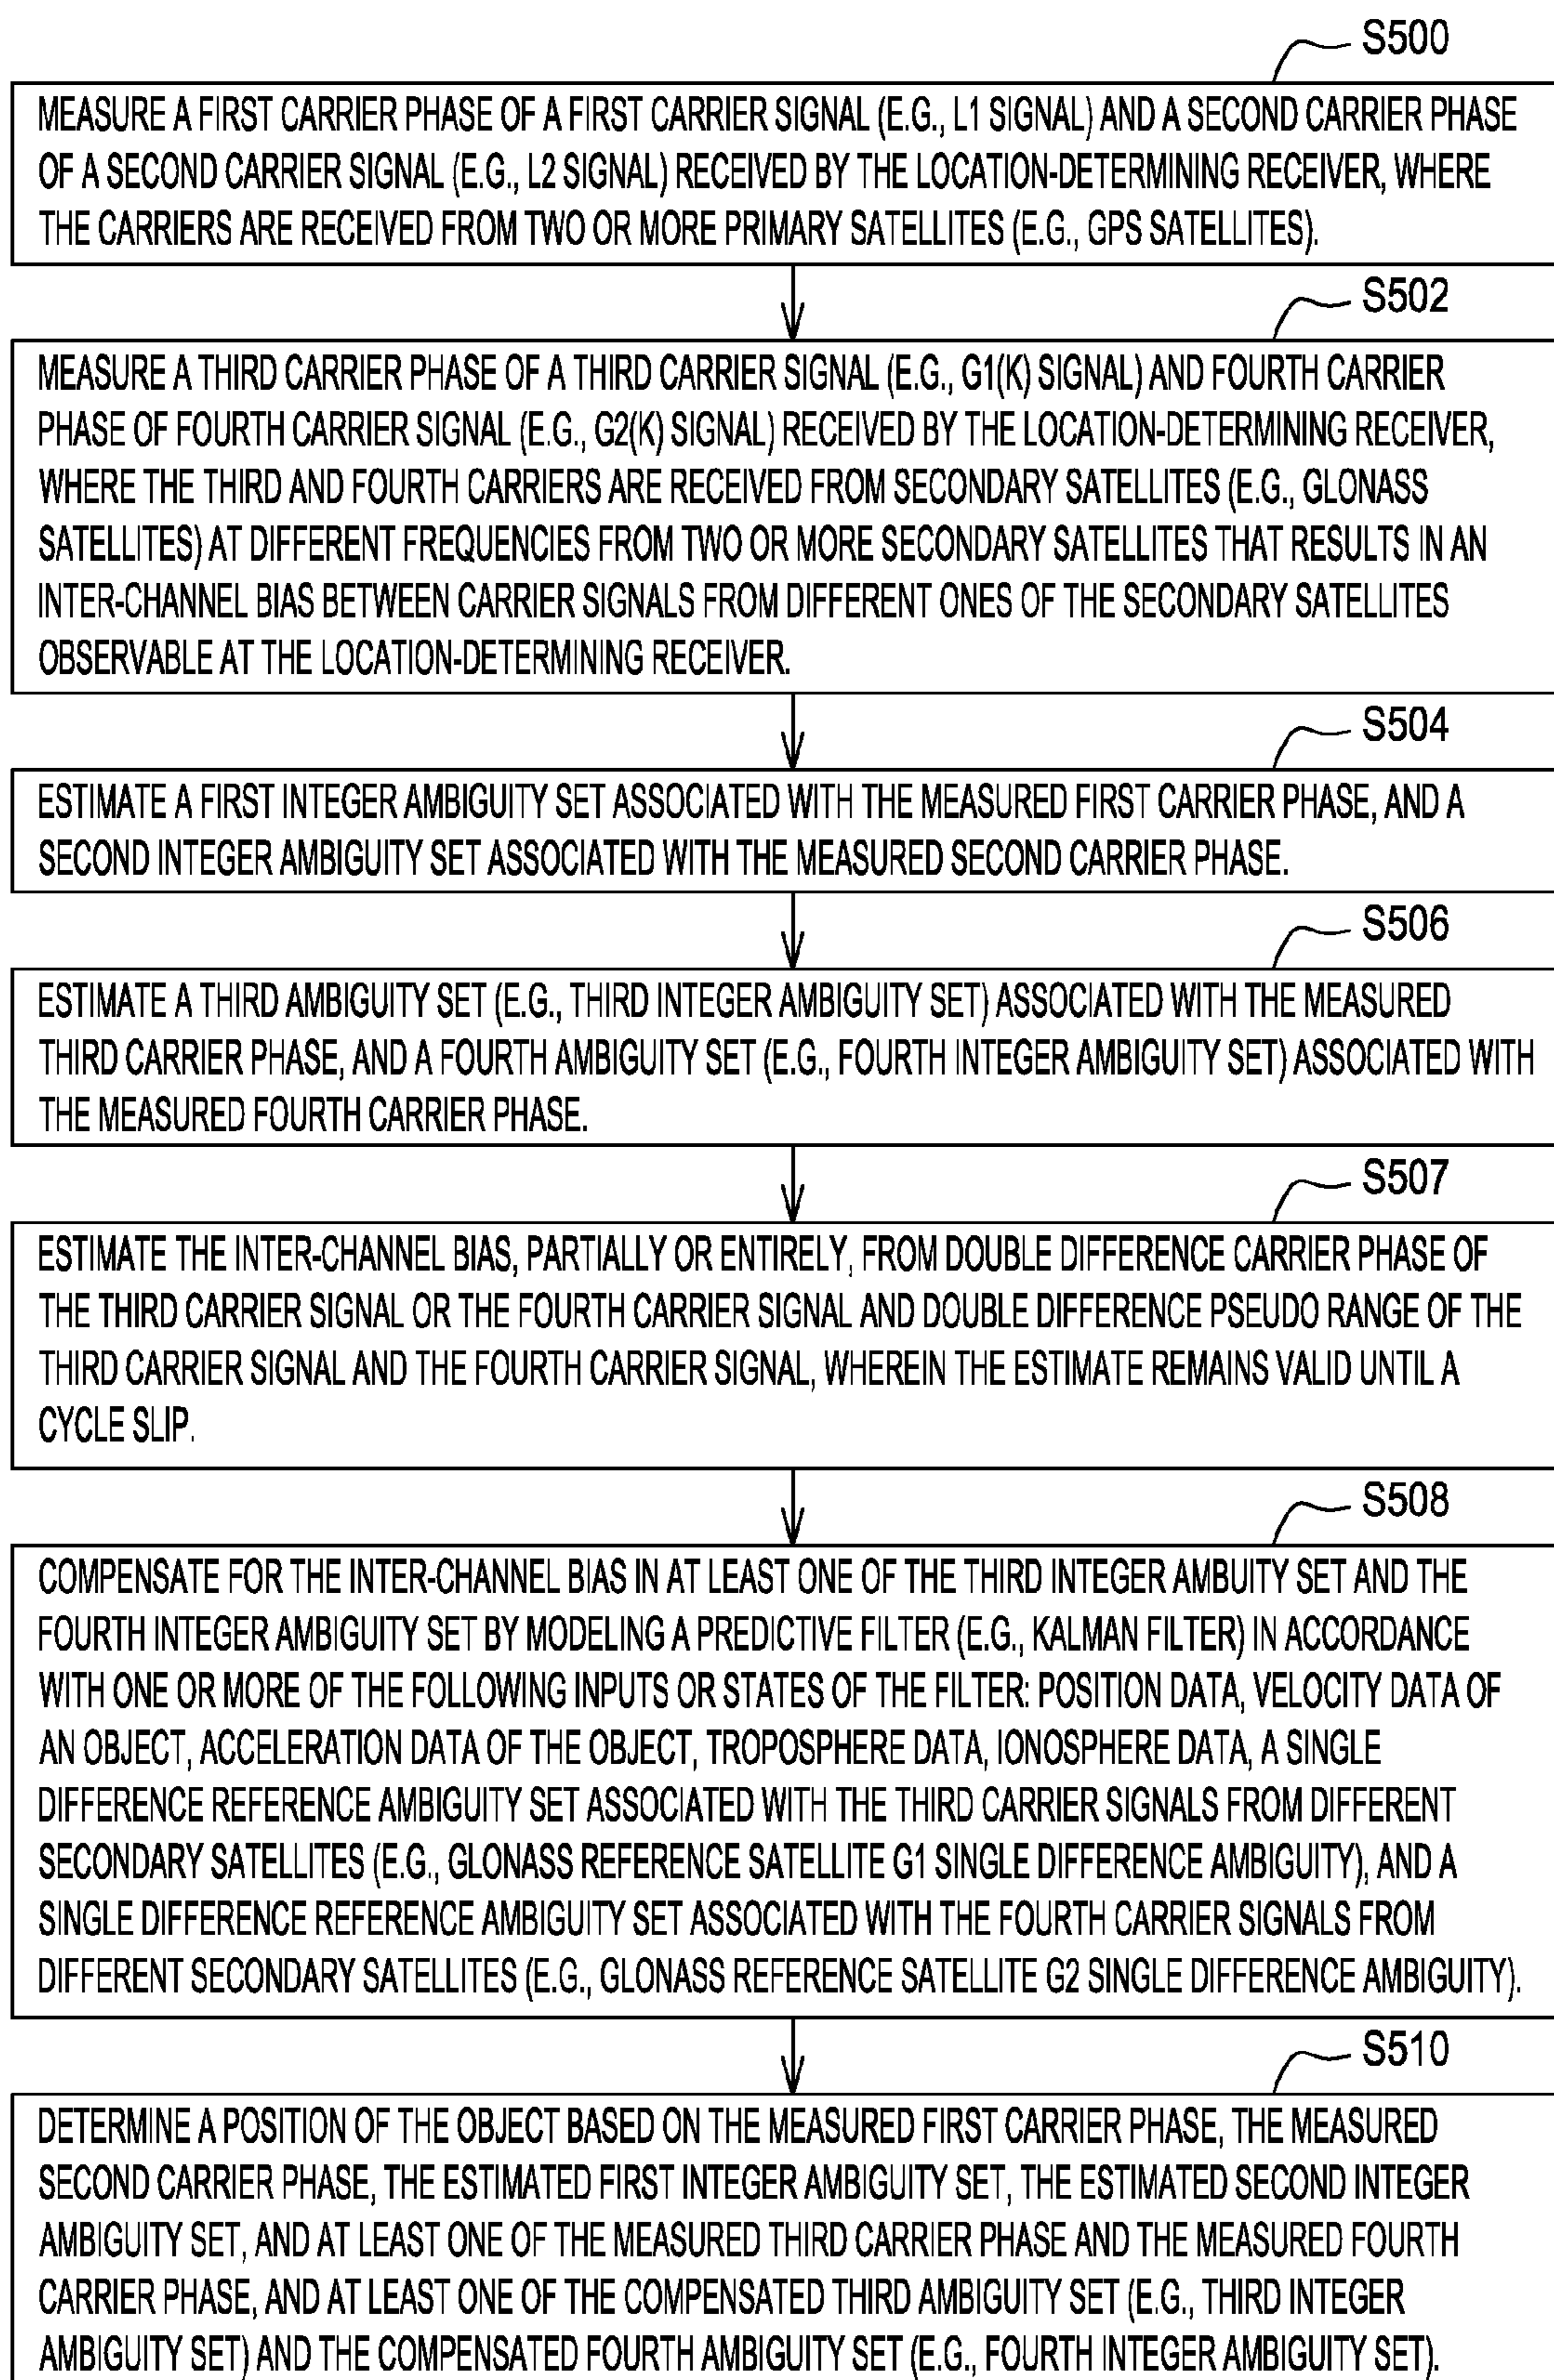 S500
MEASURE A FIRST CARRIER PHASE OF A FIRST CARRIER SIGNAL (E.G., L1 SIGNAL) AND A SECOND CARRIER PHASE
OF A SECOND CARRIER SIGNAL (E.G., L2 SIGNAL) RECEIVED BY THE LOCATION-DETERMINING RECEIVER, WHERE
THE CARRIERS ARE RECEIVED FROM TWO OR MORE PRIMARY SATELLITES (E.G., GPS SATELLITES).
S502
MEASURE A THIRD CARRIER PHASE OF A THIRD CARRIER SIGNAL (E.G., G1(K) SIGNAL) AND FOURTH CARRIER
PHASE OF FOURTH CARRIER SIGNAL (E.G., G2(K) SIGNAL) RECEIVED BY THE LOCATION-DETERMINING RECEIVER,
WHERE THE THIRD AND FOURTH CARRIERS ARE RECEIVED FROM SECONDARY SATELLITES (E.G., GLONASS
SATELLITES) AT DIFFERENT FREQUENCIES FROM TWO OR MORE SECONDARY SATELLITES THAT RESULTS IN AN
INTER-CHANNEL BIAS BETWEEN CARRIER SIGNALS FROM DIFFERENT ONES OF THE SECONDARY SATELLITES
OBSERVABLE AT THE LOCATION-DETERMINING RECEIVER.
S504
ESTIMATE A FIRST INTEGER AMBIGUITY SET ASSOCIATED WITH THE MEASURED FIRST CARRIER PHASE, AND A
SECOND INTEGER AMBIGUITY SET ASSOCIATED WITH THE MEASURED SECOND CARRIER PHASE.
S506
ESTIMATE A THIRD AMBIGUITY SET (E.G., THIRD INTEGER AMBIGUITY SET) ASSOCIATED WITH THE MEASURED
THIRD CARRIER PHASE, AND A FOURTH AMBIGUITY SET (E.G., FOURTH INTEGER AMBIGUITY SET) ASSOCIATED WITH
THE MEASURED FOURTH CARRIER PHASE.
S507
ESTIMATE THE INTER-CHANNEL BIAS, PARTIALLY OR ENTIRELY, FROM DOUBLE DIFFERENCE CARRIER PHASE OF
THE THIRD CARRIER SIGNAL OR THE FOURTH CARRIER SIGNAL AND DOUBLE DIFFERENCE PSEUDO RANGE OF THE
THIRD CARRIER SIGNAL AND THE FOURTH CARRIER SIGNAL, WHEREIN THE ESTIMATE REMAINS VALID UNTIL A
CYCLE SLIP.
S508
COMPENSATE FOR THE INTER-CHANNEL BIAS IN AT LEAST ONE OF THE THIRD INTEGER AMBUITY SET AND THE
FOURTH INTEGER AMBIGUITY SET BY MODELING A PREDICTIVE FILTER (E.G., KALMAN FILTER) IN ACCORDANCE
WITH ONE OR MORE OF THE FOLLOWING INPUTS OR STATES OF THE FILTER: POSITION DATA, VELOCITY DATA OF
AN OBJECT, ACCELERATION DATA OF THE OBJECT, TROPOSPHERE DATA, IONOSPHERE DATA, A SINGLE
DIFFERENCE REFERENCE AMBIGUITY SET ASSOCIATED WITH THE THIRD CARRIER SIGNALS FROM DIFFERENT
SECONDARY SATELLITES (E.G., GLONASS REFERENCE SATELLITE G1 SINGLE DIFFERENCE AMBIGUITY), AND A
SINGLE DIFFERENCE REFERENCE AMBIGUITY SET ASSOCIATED WITH THE FOURTH CARRIER SIGNALS FROM
DIFFERENT SECONDARY SATELLITES (E.G., GLONASS REFERENCE SATELLITE G2 SINGLE DIFFERENCE AMBIGUITY).
S510
DETERMINE A POSITION OF THE OBJECT BASED ON THE MEASURED FIRST CARRIER PHASE, THE MEASURED
SECOND CARRIER PHASE, THE ESTIMATED FIRST INTEGER AMBIGUITY SET, THE ESTIMATED SECOND INTEGER
AMBIGUITY SET, AND AT LEAST ONE OF THE MEASURED THIRD CARRIER PHASE AND THE MEASURED FOURTH
CARRIER PHASE, AND AT LEAST ONE OF THE COMPENSATED THIRD AMBIGUITY SET (E.G., THIRD INTEGER
AMBIGUITY SET) AND THE COMPENSATED FOURTH AMBIGUITY SET (E.G., FOURTH INTEGER AMBIGUITY SET).